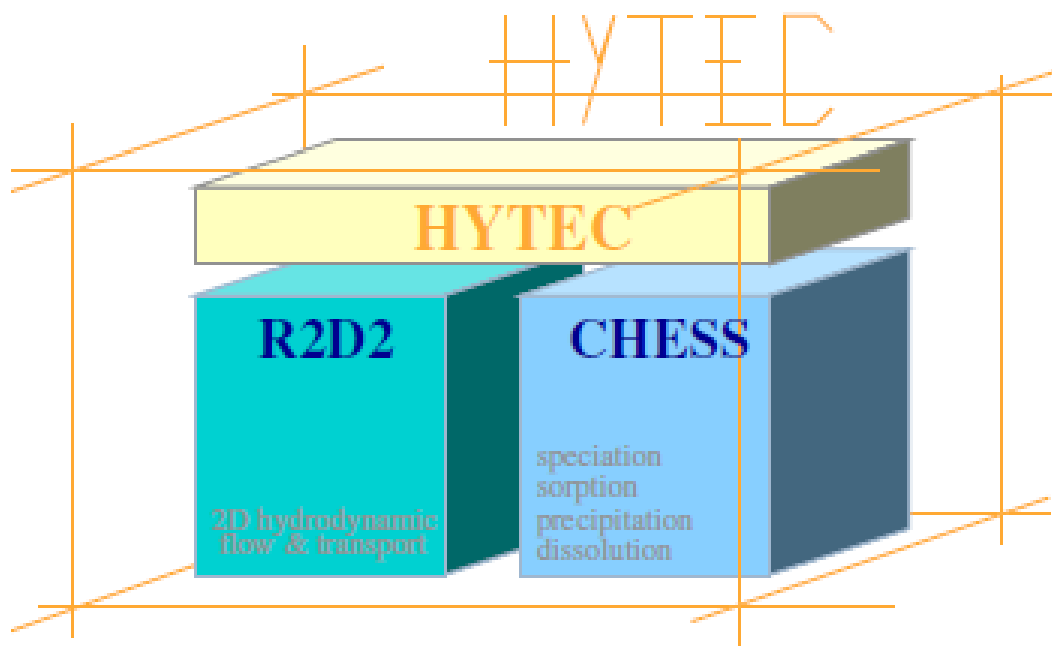 HYTEC
HYTEC
R2D2
2D hydrodynamic
flow & transport
CHESS
speciation
sorption
precipitation
dissolution